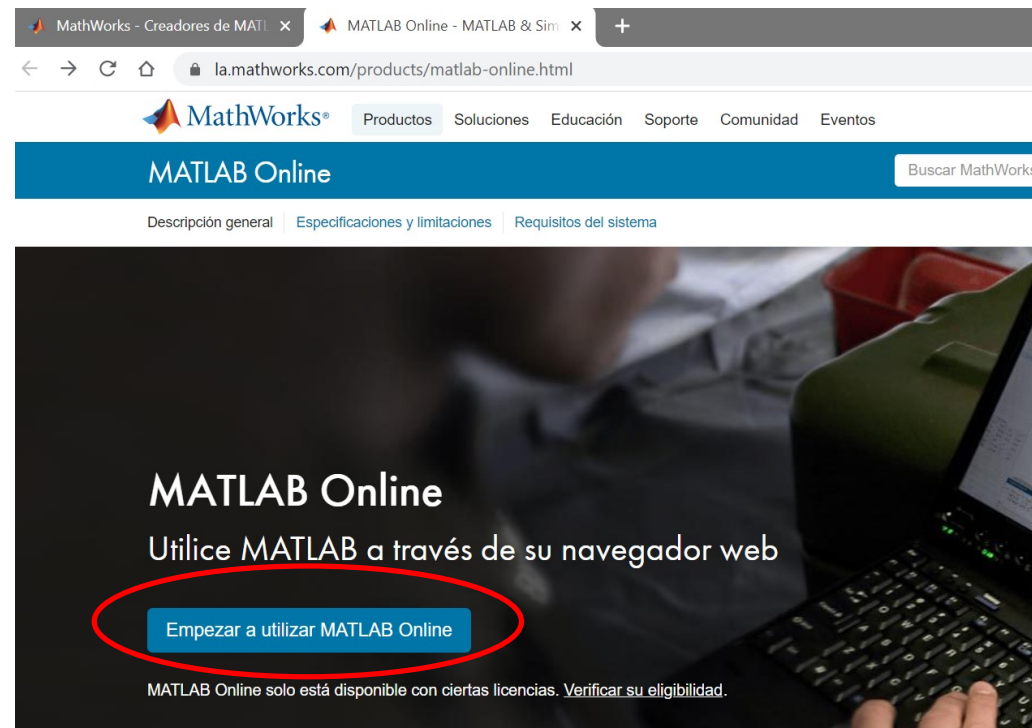 MathWorks - Creadores de MATL
MATLAB Online - MATLAB & Sim
la.mathworks.com/products/matlab-online.html
MathWorks®
Productos Soluciones Educación Soporte Comunidad Eventos
MATLAB Online
Buscar MathWorks
Descripción general Especificaciones y limitaciones Requisitos del sistema
MATLAB Online
Utilice MATLAB a través de su navegador web
Empezar a utilizar MATLAB Online
MATLAB Online solo está disponible con ciertas licencias. Verificar su eligibilidad.